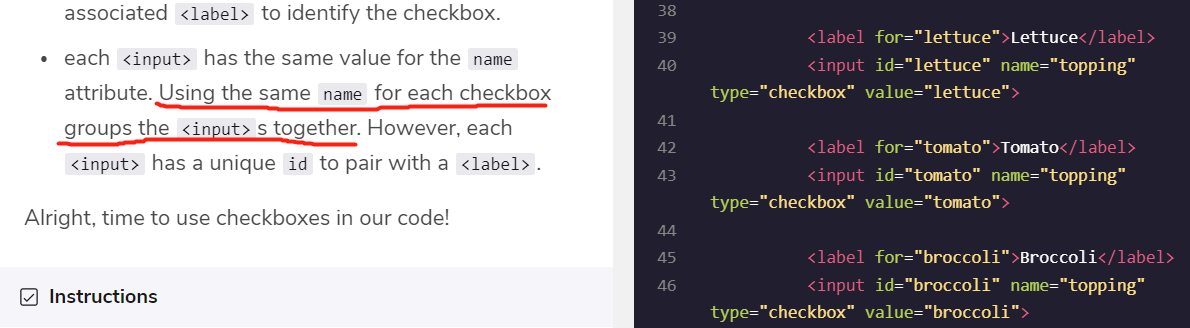 associated <label> to identify the checkbox.
• each <input> has the same value for the name
attribute. Using the same name for each checkbox
groups the <input>s together. However, each
<input> has a unique id to pair with a <label>.
Alright, time to use checkboxes in our code!
Instructions
38
39 <label for="lettuce">Lettuce</label>
40 <input id="lettuce" name="topping"
type="checkbox" value="lettuce">
41
42 <label for="tomato">Tomato</label>
43 <input id="tomato" name="topping"
type="checkbox" value="tomato">
44
45 <label for="broccoli">Broccoli</label>
46 <input id="broccoli" name="topping"
type="checkbox" value="broccoli">